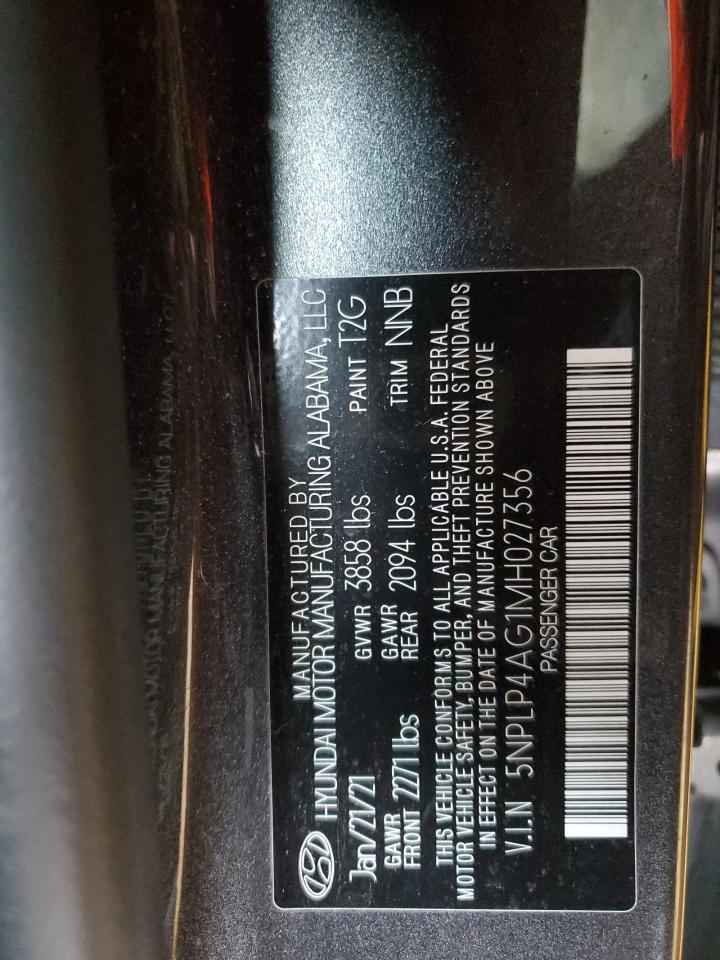 MANUFACTURED BY
HYUNDAI MOTOR MANUFACTURING ALABAMA, LLC
Jan/21/21 GVWR 3858 lbs PAINT T2G
GAWR FRONT 2271 lbs GAWR REAR 2094 lbs TRIM NNB
THIS VEHICLE CONFORMS TO ALL APPLICABLE U.S.A. FEDERAL
MOTOR VEHICLE SAFETY, BUMPER, AND THEFT PREVENTION STANDARDS
IN EFFECT ON THE DATE OF MANUFACTURE SHOWN ABOVE
V.I.N 5NPLP4AG1MH027356
PASSENGER CAR